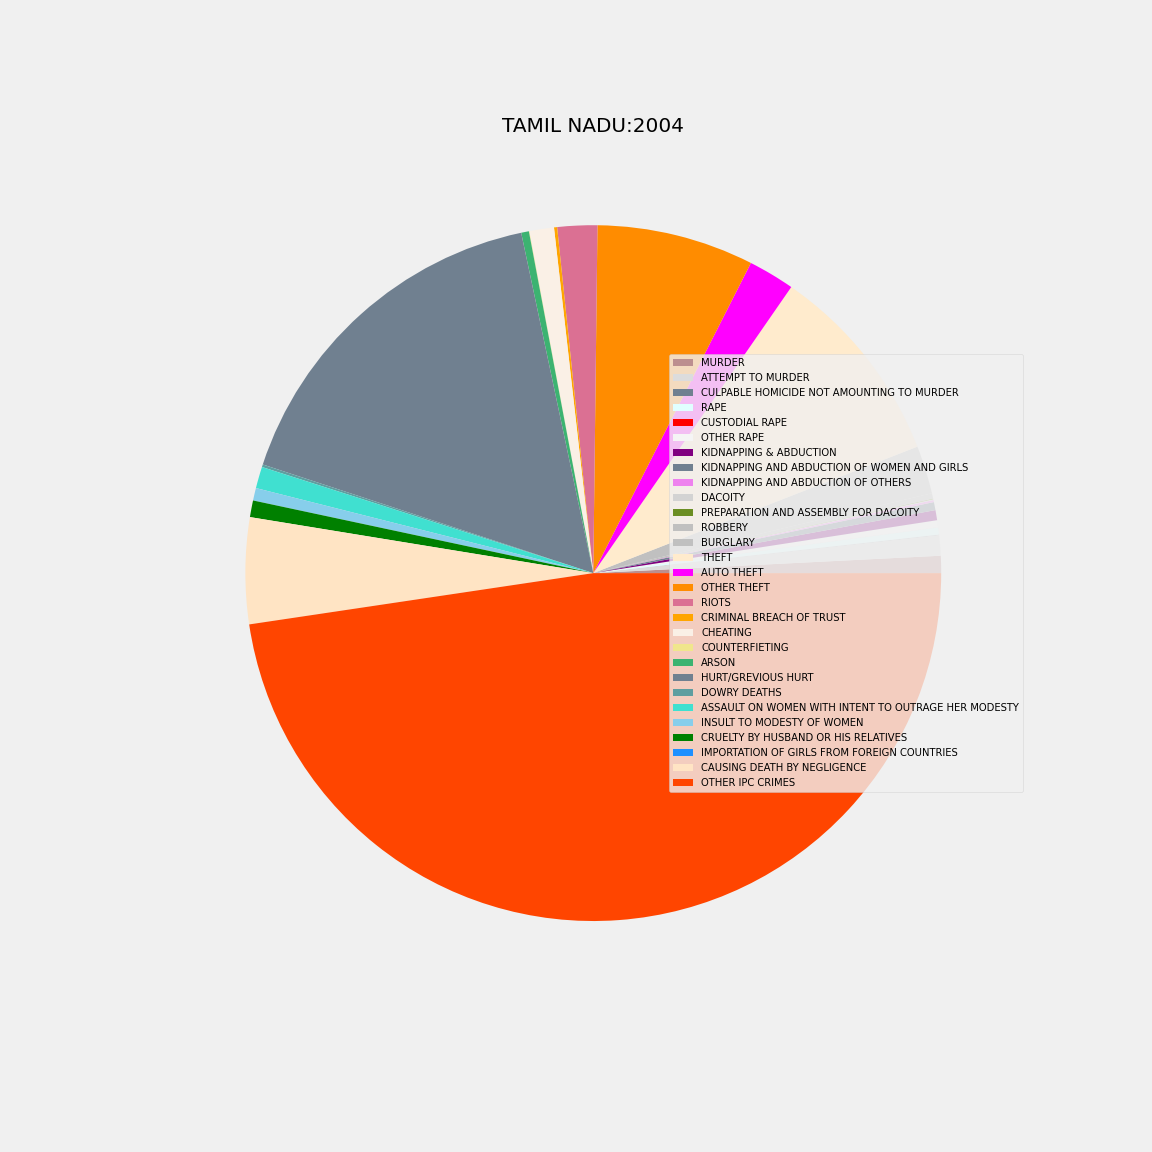 TAMIL NADU:2004
MURDER
ATTEMPT TO MURDER
CULPABLE HOMICIDE NOT AMOUNTING TO MURDER
RAPE
CUSTODIAL RAPE
OTHER RAPE
KIDNAPPING & ABDUCTION
KIDNAPPING AND ABDUCTION OF WOMEN AND GIRLS
KIDNAPPING AND ABDUCTION OF OTHERS
DACOITY
PREPARATION AND ASSEMBLY FOR DACOITY
ROBBERY
BURGLARY
THEFT
AUTO THEFT
OTHER THEFT
RIOTS
CRIMINAL BREACH OF TRUST
CHEATING
COUNTERFIETING
ARSON
HURT/GREVIOUS HURT
DOWRY DEATHS
ASSAULT ON WOMEN WITH INTENT TO OUTRAGE HER MODESTY
INSULT TO MODESTY OF WOMEN
CRUELTY BY HUSBAND OR HIS RELATIVES
IMPORTATION OF GIRLS FROM FOREIGN COUNTRIES
CAUSING DEATH BY NEGLIGENCE
OTHER IPC CRIMES